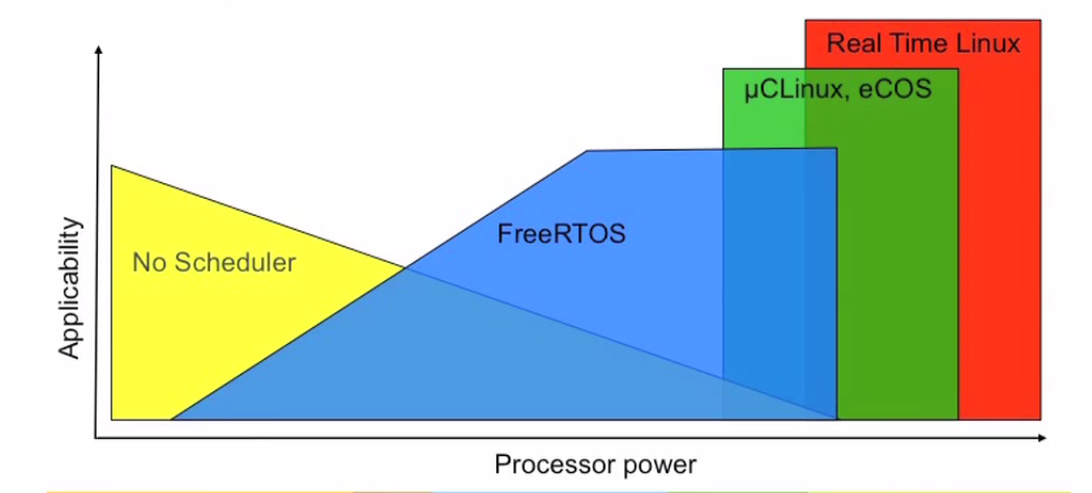 Real Time Linux
µCLinux, eCOS
FreeRTOS
No Scheduler
Applicability
Processor power